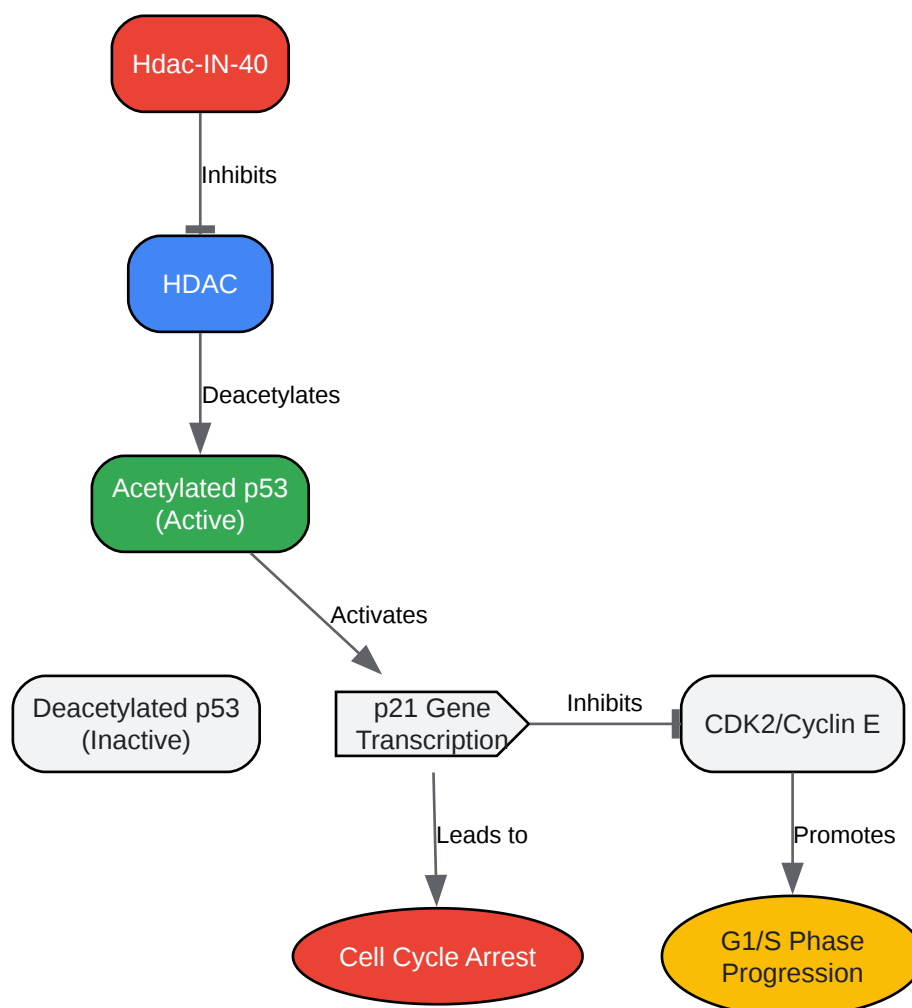 Hdac-IN-40
Inhibits
HDAC
Deacetylates
Acetylated p53
(Active)
Activates
Deacetylated p53
(Inactive)
p21 Gene
Transcription
Inhibits
CDK2/Cyclin E
Leads to
Promotes
Cell Cycle Arrest
G1/S Phase
Progression